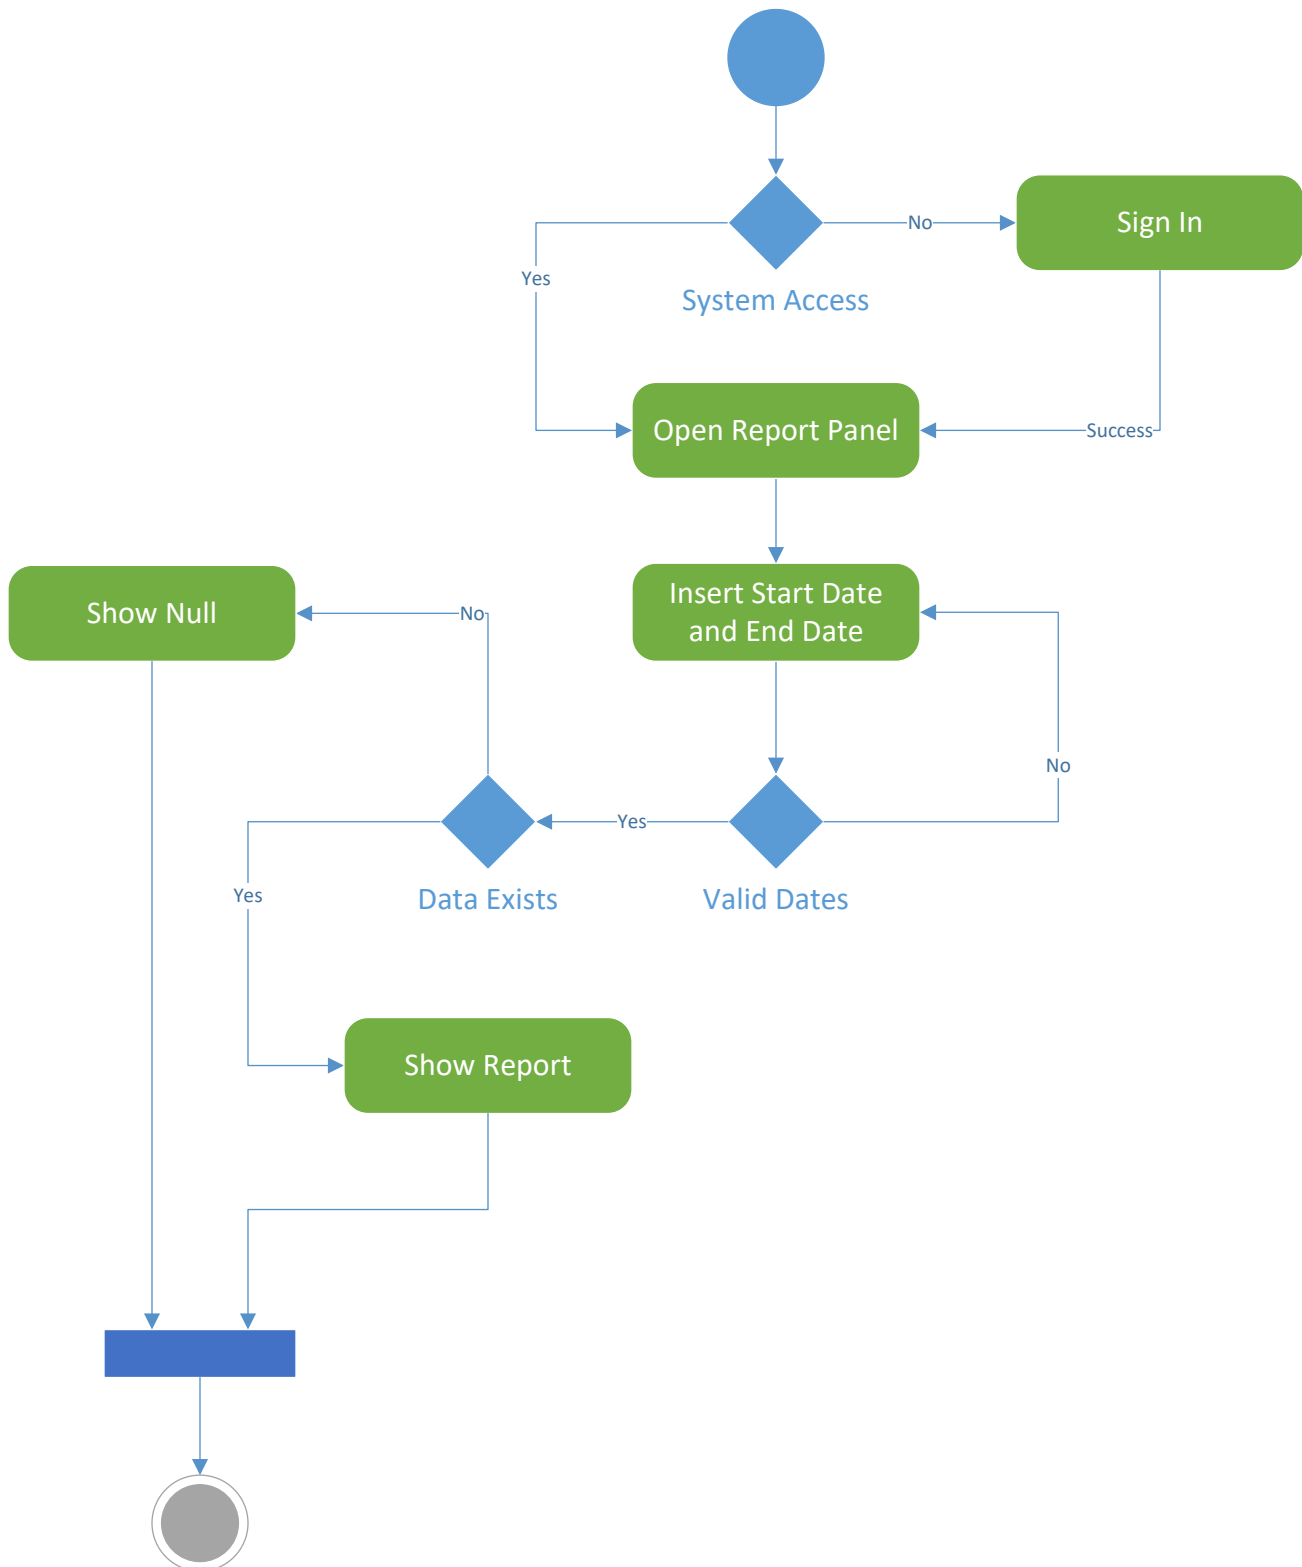 No
Sign In
Yes
System Access
Open Report Panel
Success
Show Null
No
Insert Start Date
and End Date
No
Yes
Yes
Data Exists
Valid Dates
Show Report